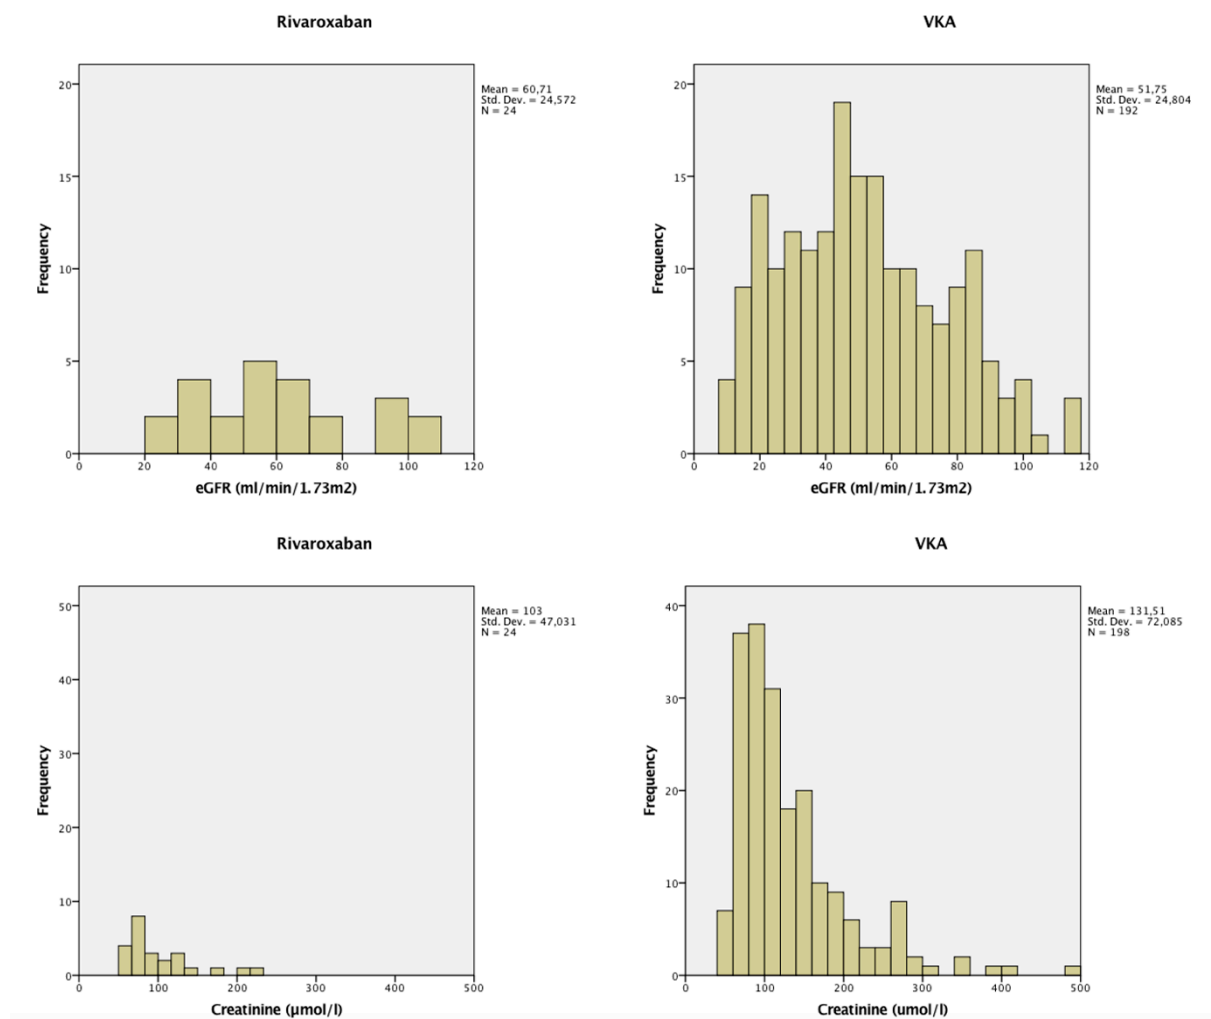 Rivaroxaban
Mean = 60,71
Std. Dev. = 24,572
N = 24
20
15
10
5
0
Frequency
0 20 40 60 80 100 120
eGFR (ml/min/1.73m2)
VKA
Mean = 51,75
Std. Dev. = 24,804
N = 192
20
15
10
5
0
Frequency
0 20 40 60 80 100 120
eGFR (ml/min/1.73m2)
Rivaroxaban
Mean = 103
Std. Dev. = 47,031
N = 24
50
40
30
20
10
0
Frequency
0 100 200 300 400 500
Creatinine (µmol/l)
VKA
Mean = 131,51
Std. Dev. = 72,085
N = 198
40
30
20
10
0
Frequency
0 100 200 300 400 500
Creatinine (umol/l)